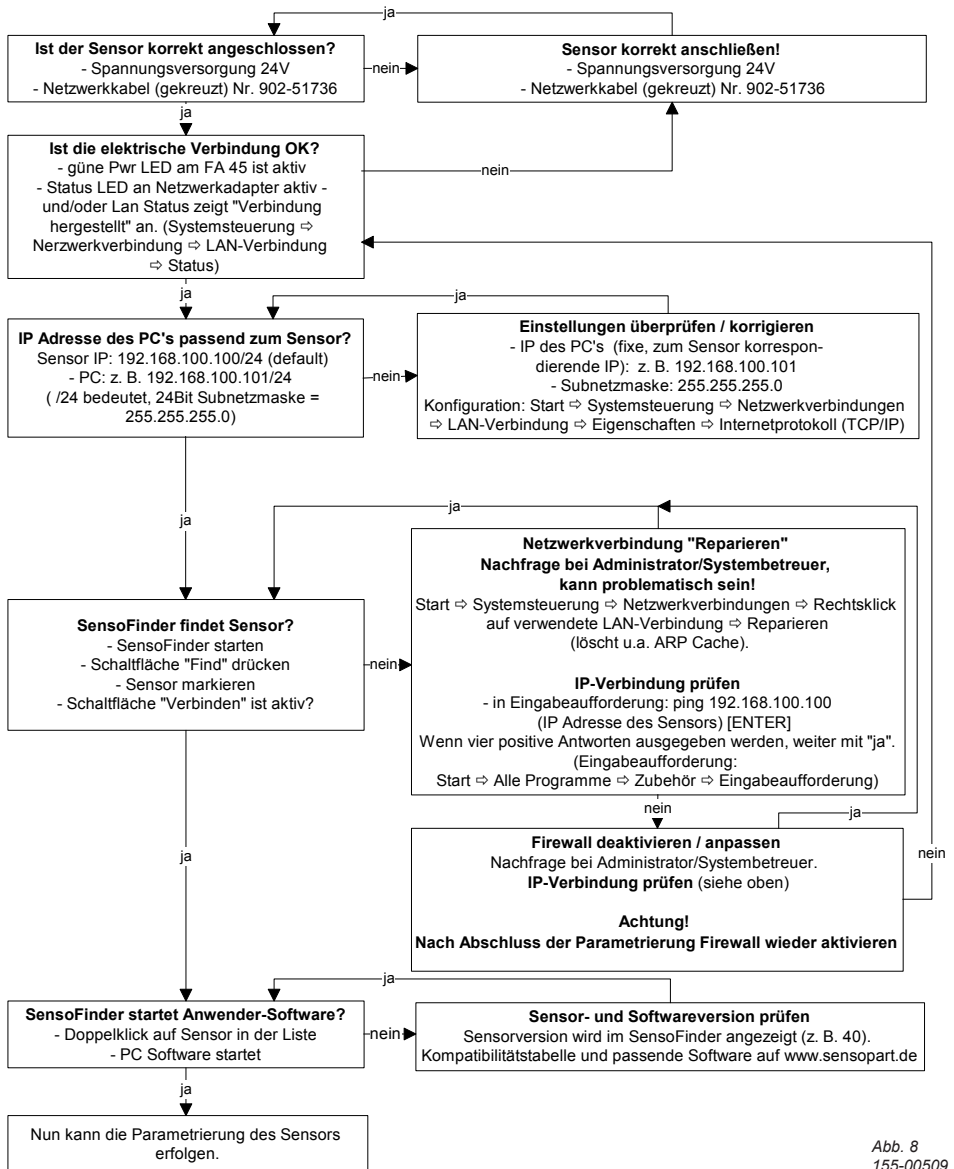 ja
Ist der Sensor korrekt angeschlossen?
- Spannungsversorgung 24V
- Netzwerkkabel (gekreuzt) Nr. 902-51736
nein
Sensor korrekt anschließen!
- Spannungsversorgung 24V
- Netzwerkkabel (gekreuzt) Nr. 902-51736
ja
Ist die elektrische Verbindung OK?
- güne Pwr LED am FA 45 ist aktiv
- Status LED an Netzwerkadapter aktiv -
und/oder Lan Status zeigt "Verbindung
hergestellt" an. (Systemsteuerung ⇨
Nerzwerkverbindung ⇨ LAN-Verbindung
⇨ Status)
nein
ja
ja
IP Adresse des PC's passend zum Sensor?
Sensor IP: 192.168.100.100/24 (default)
- PC: z. B. 192.168.100.101/24
( /24 bedeutet, 24Bit Subnetzmaske =
255.255.255.0)
nein
Einstellungen überprüfen / korrigieren
- IP des PC's (fixe, zum Sensor korrespon-
dierende IP): z. B. 192.168.100.101
- Subnetzmaske: 255.255.255.0
Konfiguration: Start ⇨ Systemsteuerung ⇨ Netzwerkverbindungen
⇨ LAN-Verbindung ⇨ Eigenschaften ⇨ Internetprotokoll (TCP/IP)
ja
ja
SensoFinder findet Sensor?
- SensoFinder starten
- Schaltfläche "Find" drücken
- Sensor markieren
- Schaltfläche "Verbinden" ist aktiv?
nein
Netzwerkverbindung "Reparieren"
Nachfrage bei Administrator/Systembetreuer,
kann problematisch sein!
Start ⇨ Systemsteuerung ⇨ Netzwerkverbindungen ⇨ Rechtsklick
auf verwendete LAN-Verbindung ⇨ Reparieren
(löscht u.a. ARP Cache).
IP-Verbindung prüfen
- in Eingabeaufforderung: ping 192.168.100.100
(IP Adresse des Sensors) [ENTER]
Wenn vier positive Antworten ausgegeben werden, weiter mit "ja".
(Eingabeaufforderung:
Start ⇨ Alle Programme ⇨ Zubehör ⇨ Eingabeaufforderung)
nein
ja
Firewall deaktivieren / anpassen
Nachfrage bei Administrator/Systembetreuer.
IP-Verbindung prüfen (siehe oben)
Achtung!
Nach Abschluss der Parametrierung Firewall wieder aktivieren
nein
ja
ja
SensoFinder startet Anwender-Software?
- Doppelklick auf Sensor in der Liste
- PC Software startet
nein
Sensor- und Softwareversion prüfen
Sensorversion wird im SensoFinder angezeigt (z. B. 40).
Kompatibilitätstabelle und passende Software auf www.sensopart.de
ja
Nun kann die Parametrierung des Sensors
erfolgen.
Abb. 8
155-00509